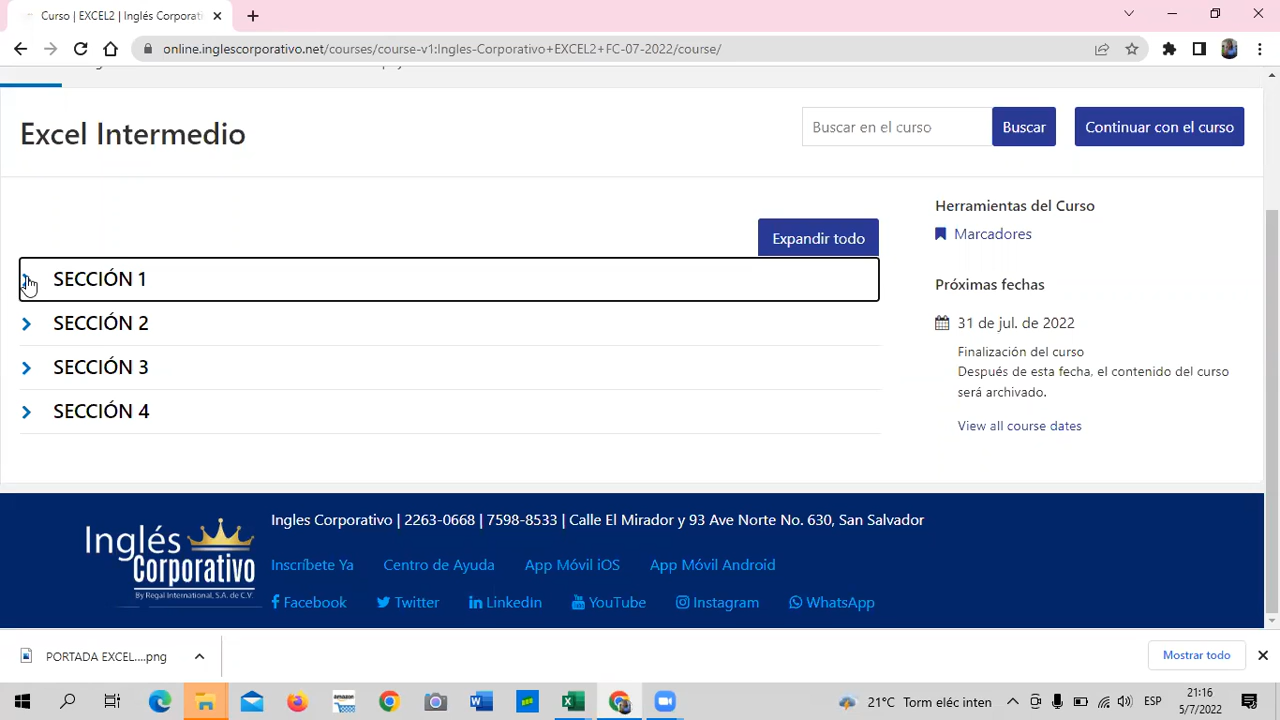 Curso | EXCEL2 | Inglés Corporati
online.inglescorporativo.net/courses/course-v1:Ingles-Corporativo+EXCEL2+FC-07-2022/course/
Excel Intermedio
Buscar en el curso
Buscar
Continuar con el curso
Herramientas del Curso
Marcadores
Expandir todo
SECCIÓN 1
SECCIÓN 2
SECCIÓN 3
SECCIÓN 4
Próximas fechas
31 de jul. de 2022
Finalización del curso
Después de esta fecha, el contenido del curso
será archivado.
View all course dates
Inglés
Corporativo
By Regal International, S.A. de C.V.
Ingles Corporativo | 2263-0668 | 7598-8533 | Calle El Mirador y 93 Ave Norte No. 630, San Salvador
Inscríbete Ya
Centro de Ayuda
App Móvil iOS
App Móvil Android
Facebook
Twitter
Linkedin
YouTube
Instagram
WhatsApp
PORTADA EXCEL....png
Mostrar todo
amazon
21°C Torm eléc inten
ESP
21:16
5/7/2022